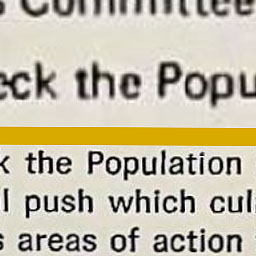 Committee
eck the Popu
k the Population
l push which cul
s areas of action